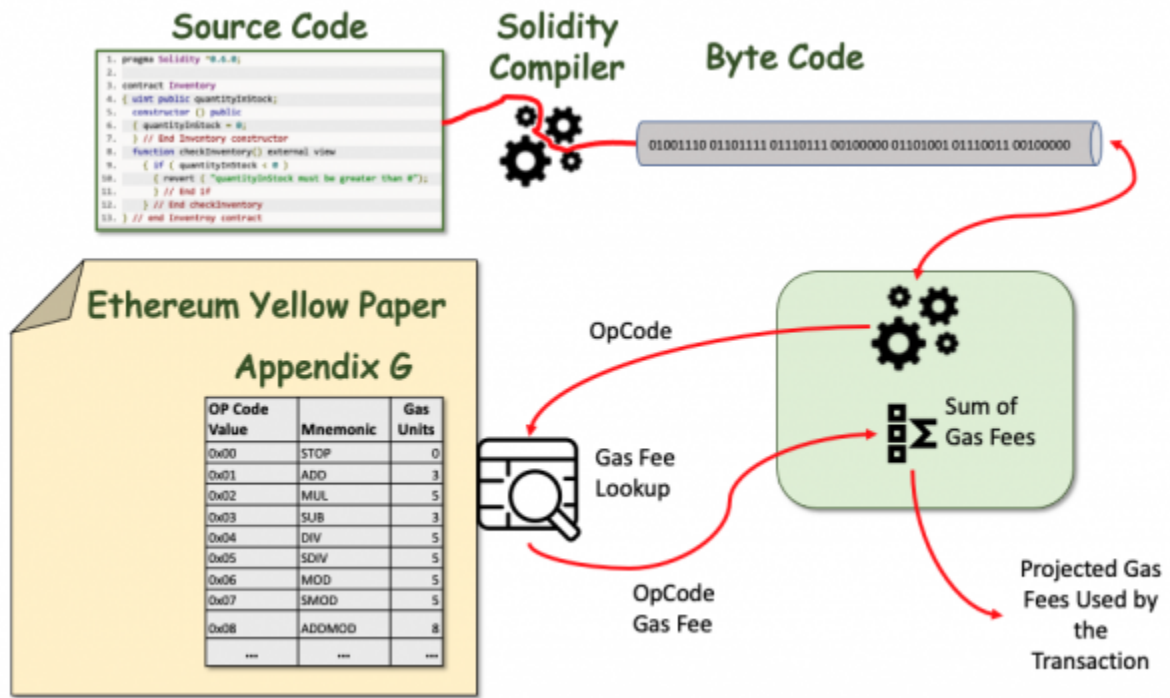 Source Code
1. pragma Solidity ^0.6.0;
2.
3. contract Inventory
4. { uint public quantityInStock;
5. constructor () public
6. { quantityInStock = 0;
7. } // End Inventory constructor
8. function checkInventory() external view
9. { if ( quantityInStock < 0 )
10. { revert ( "quantityInStock must be greater than 0");
11. } // End if
12. } // End checkInventory
13. } // end Inventroy contract
Solidity
Compiler
Byte Code
01001110 01101111 01110111 00100000 01101001 01110011 00100000
Ethereum Yellow Paper
Appendix G
OP Code Value Mnemonic Gas Units
0x00 STOP 0
0x01 ADD 3
0x02 MUL 5
0x03 SUB 3
0x04 DIV 5
0x05 SDIV 5
0x06 MOD 5
0x07 SMOD 5
0x08 ADDMOD 8
... ... ...
OpCode
Gas Fee
Lookup
OpCode
Gas Fee
Sum of
Gas Fees
Projected Gas
Fees Used by
the
Transaction